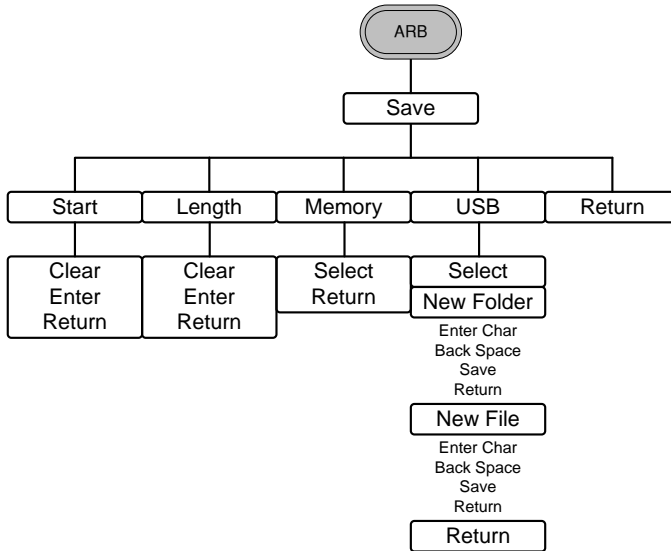 ARB
Save
Start
Length
Memory
USB
Return
Clear
Enter
Return
Clear
Enter
Return
Select
Return
Select
New Folder
Enter Char
Back Space
Save
Return
New File
Enter Char
Back Space
Save
Return
Return